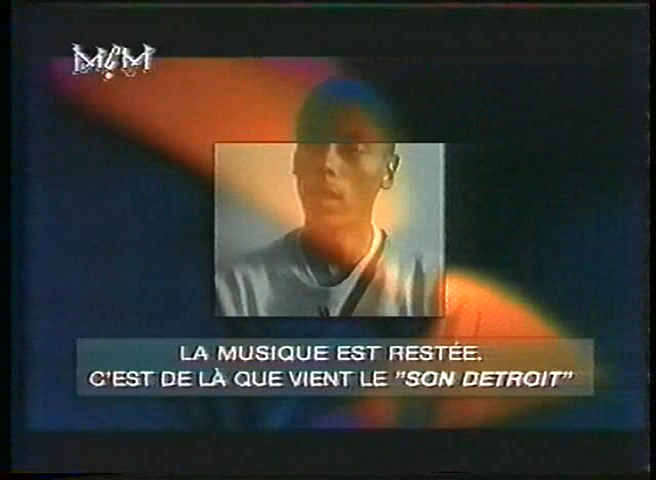 MCM
LA MUSIQUE EST RESTÉE.
C'EST DE LÀ QUE VIENT LE "SON DETROIT"